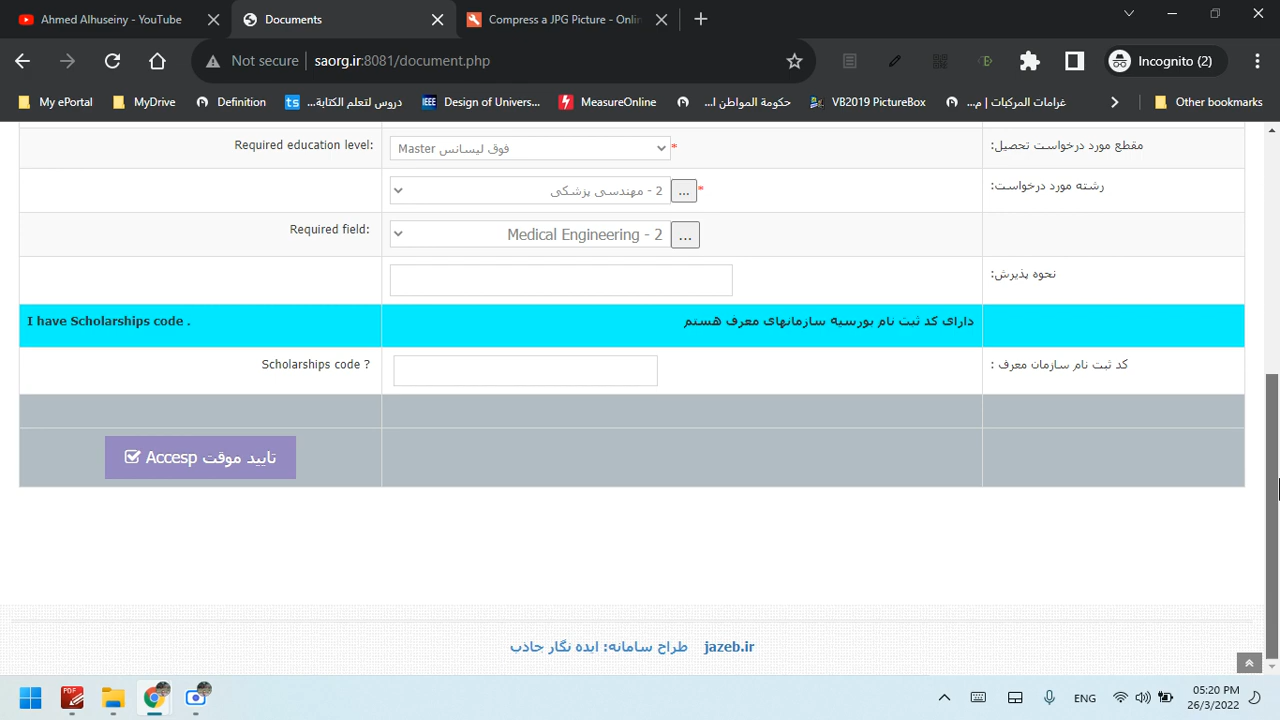 Ahmed Alhuseiny - YouTube
Documents
Compress a JPG Picture - Onlin
Not secure
saorg.ir:8081/document.php
Incognito (2)
My ePortal
MyDrive
Definition
دروس لتعلم الكتابة...
Design of Univers...
MeasureOnline
حكومة المواطن ا...
VB2019 PictureBox
غرامات المركبات | م...
Other bookmarks
Required education level:
Master فوق لیسانس
*
مقطع مورد درخواست تحصیل:
2 - مهندسی پزشکی
...
*
رشته مورد درخواست:
Required field:
Medical Engineering - 2
...
نحوه پذیرش:
I have Scholarships code .
دارای کد ثبت نام بورسیه سازمانهای معرف هستم
Scholarships code ?
کد ثبت نام سازمان معرف :
تایید موقت Accesp
طراح سامانه: ایده نگار جاذب jazeb.ir
PDF
ENG
05:20 PM
26/3/2022